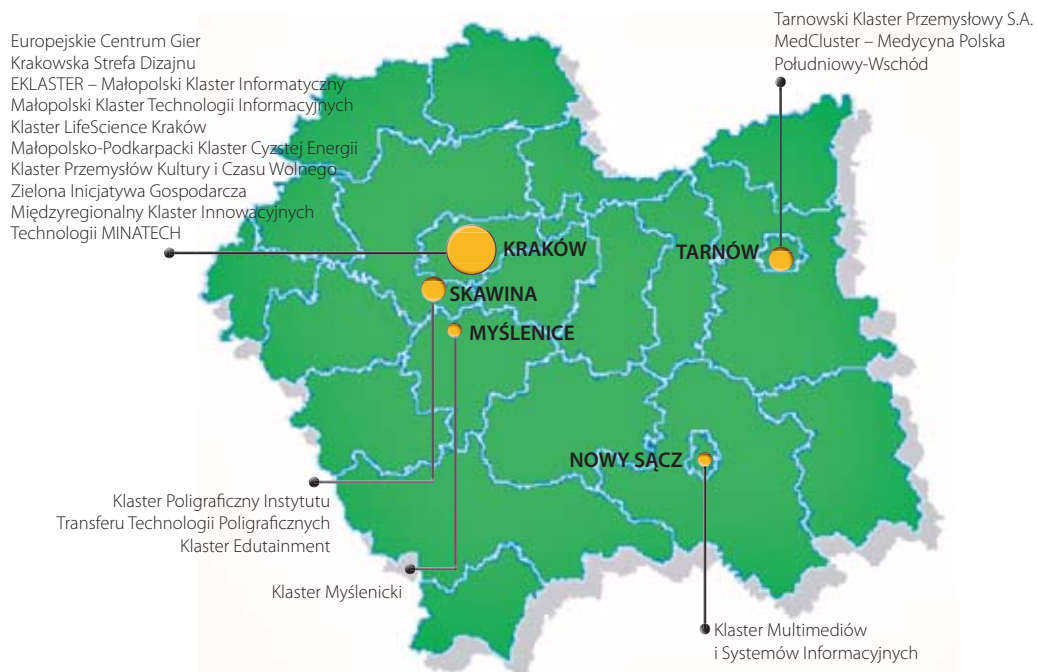 Europejskie Centrum Gier
Krakowska Strefa Dizajnu
EKLASTER – Małopolski Klaster Informatyczny
Małopolski Klaster Technologii Informacyjnych
Klaster LifeScience Kraków
Małopolsko-Podkarpacki Klaster Cyzstej Energii
Klaster Przemysłów Kultury i Czasu Wolnego
Zielona Inicjatywa Gospodarcza
Międzyregionalny Klaster Innowacyjnych
Technologii MINATECH
Tarnowski Klaster Przemysłowy S.A.
MedCluster – Medycyna Polska
Południowy-Wschód
KRAKÓW
TARNÓW
SKAWINA
MYŚLENICE
NOWY SĄCZ
Klaster Poligraficzny Instytutu
Transferu Technologii Poligraficznych
Klaster Edutainment
Klaster Myślenicki
Klaster Multimediów
i Systemów Informacyjnych